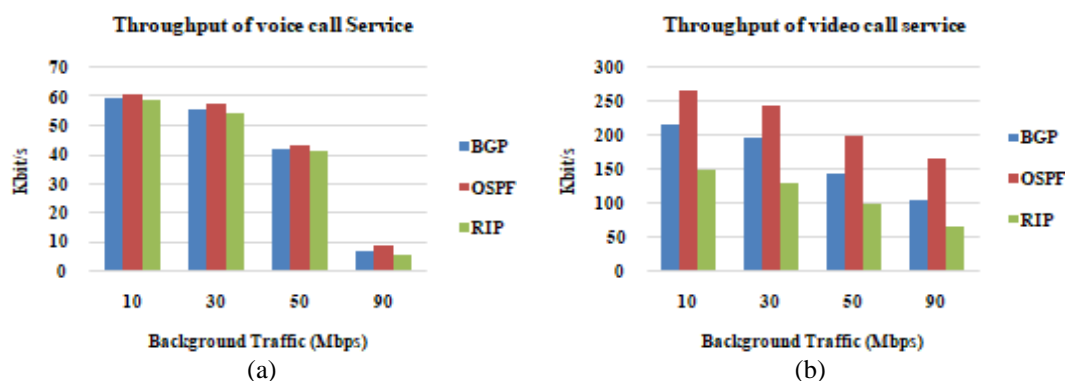 Throughput of voice call Service
70
60
50
40
30
20
10
0
Kbit/s
10 30 50 90
Background Traffic (Mbps)
BGP
OSPF
RIP
(a)
Throughput of video call service
300
250
200
150
100
50
0
Kbit/s
10 30 50 90
Background Traffic (Mbps)
BGP
OSPF
RIP
(b)